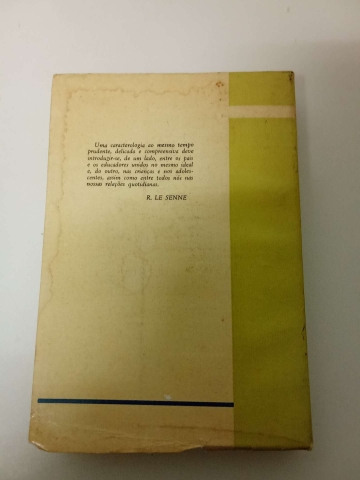 Uma caracterologia ao mesmo tempo
prudente, delicada e compreensiva deve
introduzir-se, de um lado, entre os pais
e os educadores unidos no mesmo ideal
e, do outro, nas crianças e nos adoles-
centes, assim como entre todos nós nas
nossas relações quotidianas.
R. LE SENNE